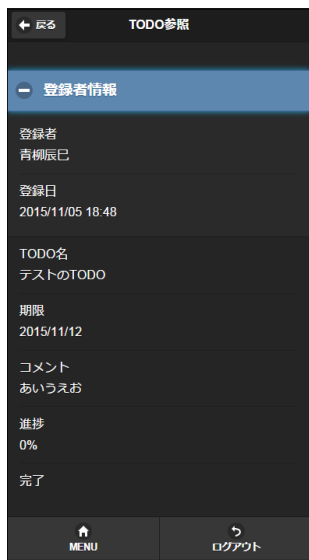 戻る
TODO参照
登録者情報
登録者
青柳辰巳
登録日
2015/11/05 18:48
TODO名
テストのTODO
期限
2015/11/12
コメント
あいうえお
進捗
0%
完了
MENU
ログアウト